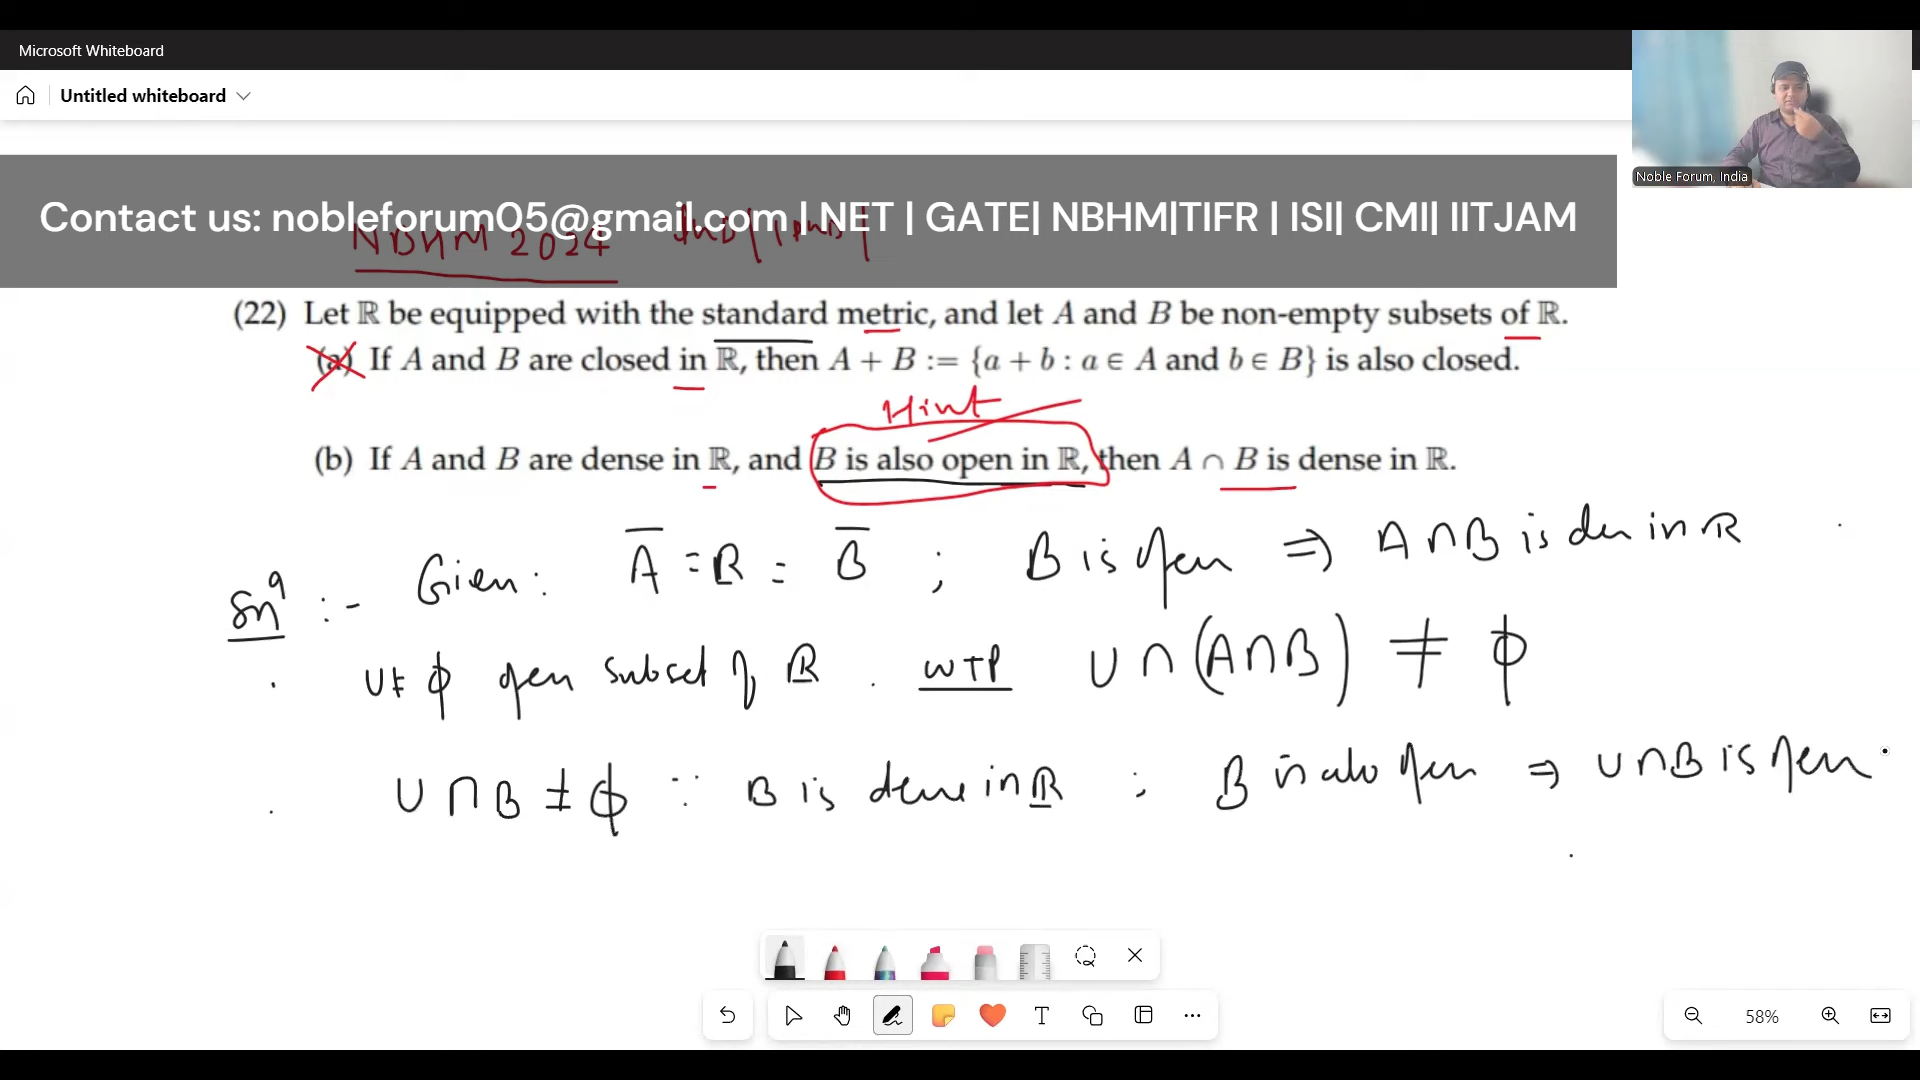 Microsoft Whiteboard
Untitled whiteboard
Noble Forum, India
Contact us: nobleforum05@gmail.com | NET | GATE| NBHM|TIFR | ISI| CMI| IITJAM
NBHM 2024
(22) Let ℝ be equipped with the standard metric, and let A and B be non-empty subsets of ℝ.
(a) If A and B are closed in ℝ, then A + B := {a + b : a ∈ A and b ∈ B} is also closed.
Hint
(b) If A and B are dense in ℝ, and B is also open in ℝ, then A ∩ B is dense in ℝ.
Soln :- Given: A̅ = ℝ = B̅ ; B is open ⇒ A∩B is den in ℝ
U ≠ ϕ open subset of ℝ. WTP U∩(A∩B) ≠ ϕ
U∩B ≠ ϕ ∵ B is dense in ℝ ; B is also open ⇒ U∩B is open.
58%